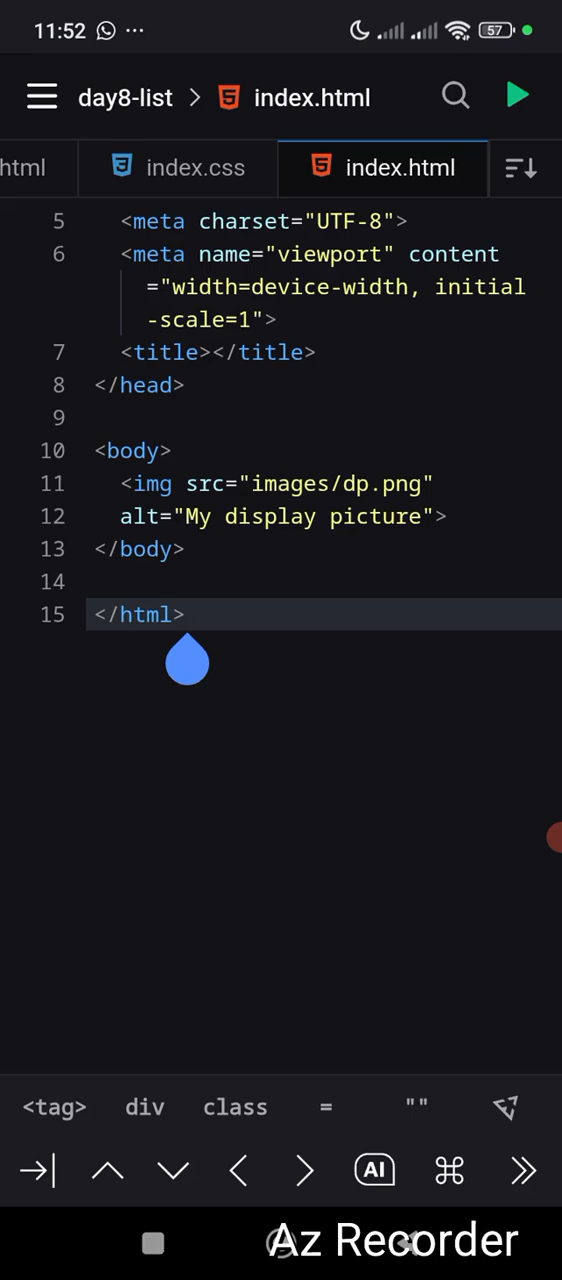 11:52 57
day8-list > index.html
html index.css index.html
5 <meta charset="UTF-8">
6 <meta name="viewport" content
="width=device-width, initial
-scale=1">
7 <title></title>
8 </head>
9
10 <body>
11 <img src="images/dp.png"
12 alt="My display picture">
13 </body>
14
15 </html>
<tag> div class = ""
AI
Az Recorder